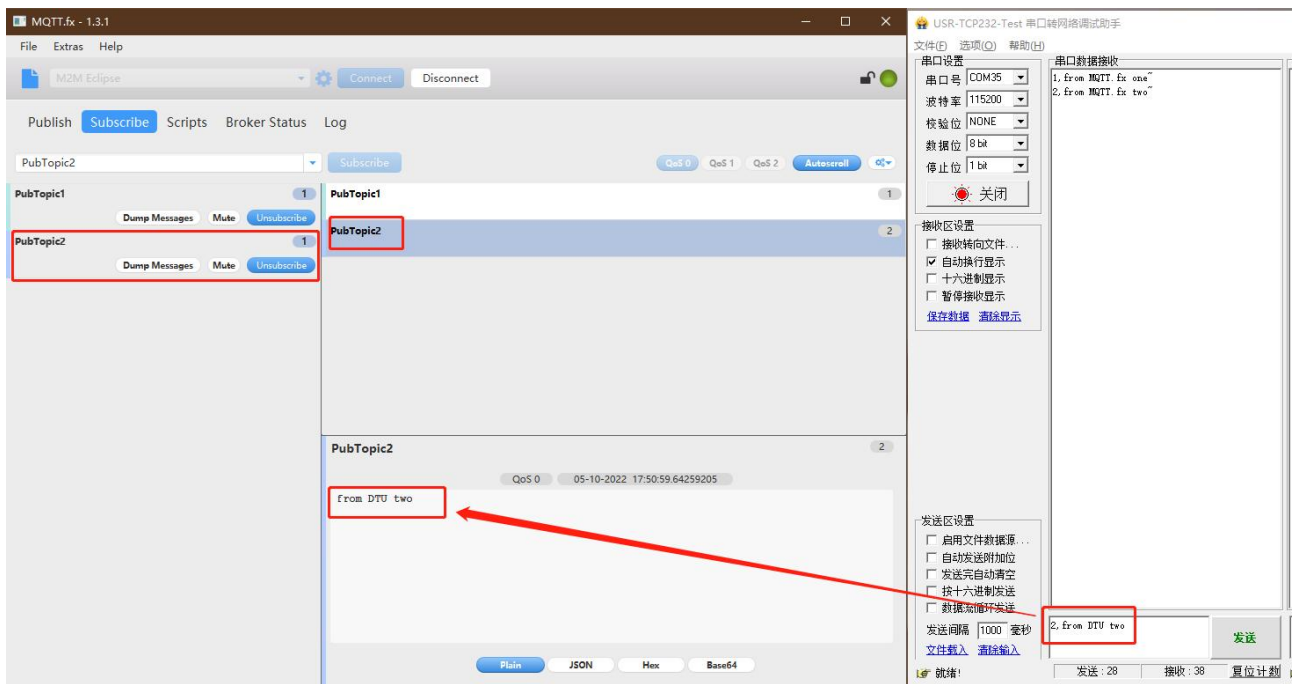 MQTT.fx - 1.3.1
File Extras Help
M2M Eclipse
Connect
Disconnect
Publish Subscribe Scripts Broker Status Log
PubTopic2
Subscribe
QoS 0 QoS 1 QoS 2 Autoscroll
PubTopic1 1
Dump Messages Mute Unsubscribe
PubTopic2 1
Dump Messages Mute Unsubscribe
PubTopic1 1
PubTopic2 2
PubTopic2 2
QoS 0 05-10-2022 17:50:59.64259205
from DTU two
Plain JSON Hex Base64
USR-TCP232-Test 串口转网络调试助手
文件(F) 选项(O) 帮助(H)
串口设置
串口号 COM35
波特率 115200
校验位 NONE
数据位 8 bit
停止位 1 bit
关闭
接收区设置
接收转向文件...
自动换行显示
十六进制显示
暂停接收显示
保存数据 清除显示
串口数据接收
1,from MQTT.fx one~
2,from MQTT.fx two~
发送区设置
启用文件数据源...
自动发送附加位
发送完自动清空
按十六进制发送
数据流循环发送
发送间隔 1000 毫秒
文件载入 清除输入
2,from DTU two
发送
就绪!
发送:28
接收:38
复位计数